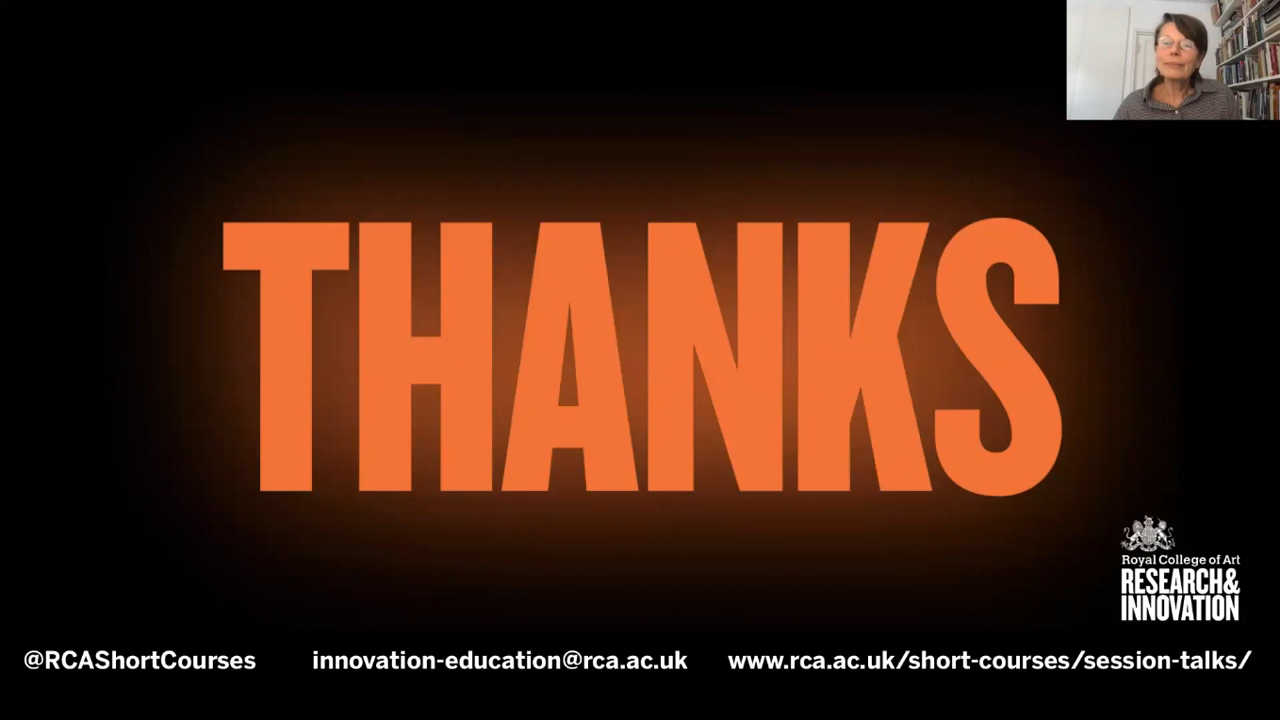 THANKS
Royal College of Art
RESEARCH&
INNOVATION
@RCAShortCourses
innovation-education@rca.ac.uk
www.rca.ac.uk/short-courses/session-talks/